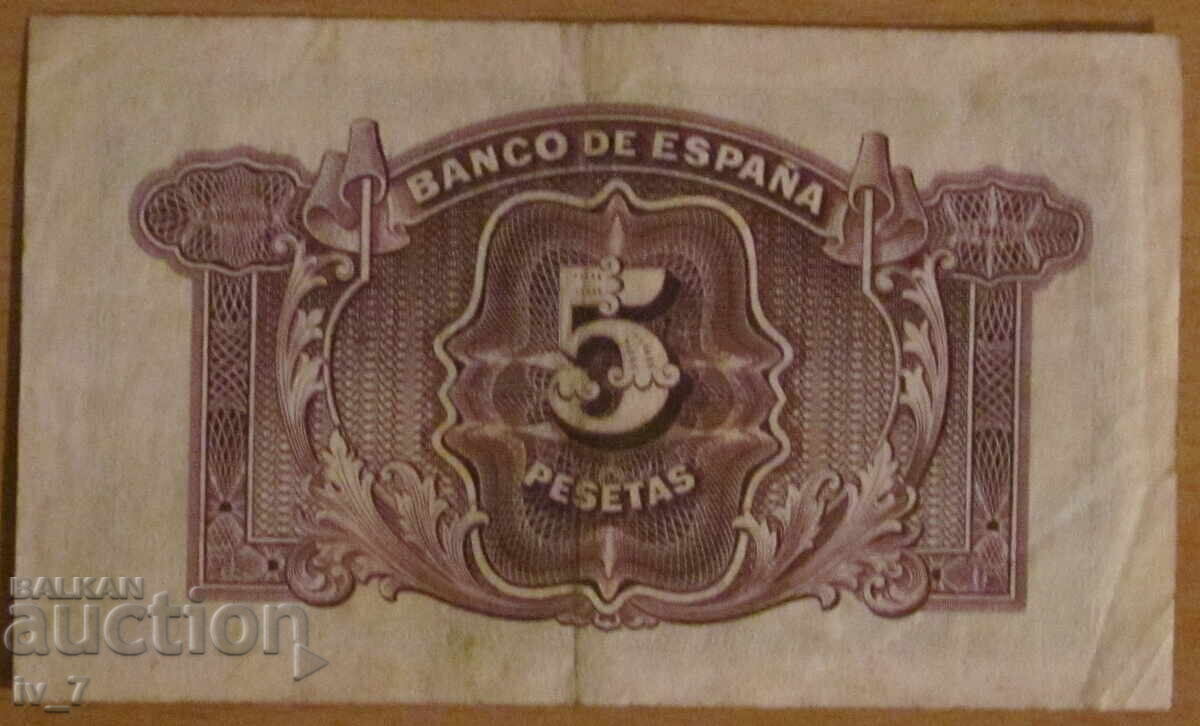 BANCO DE ESPAÑA
5
PESETAS
BALKAN
auction
iv_7